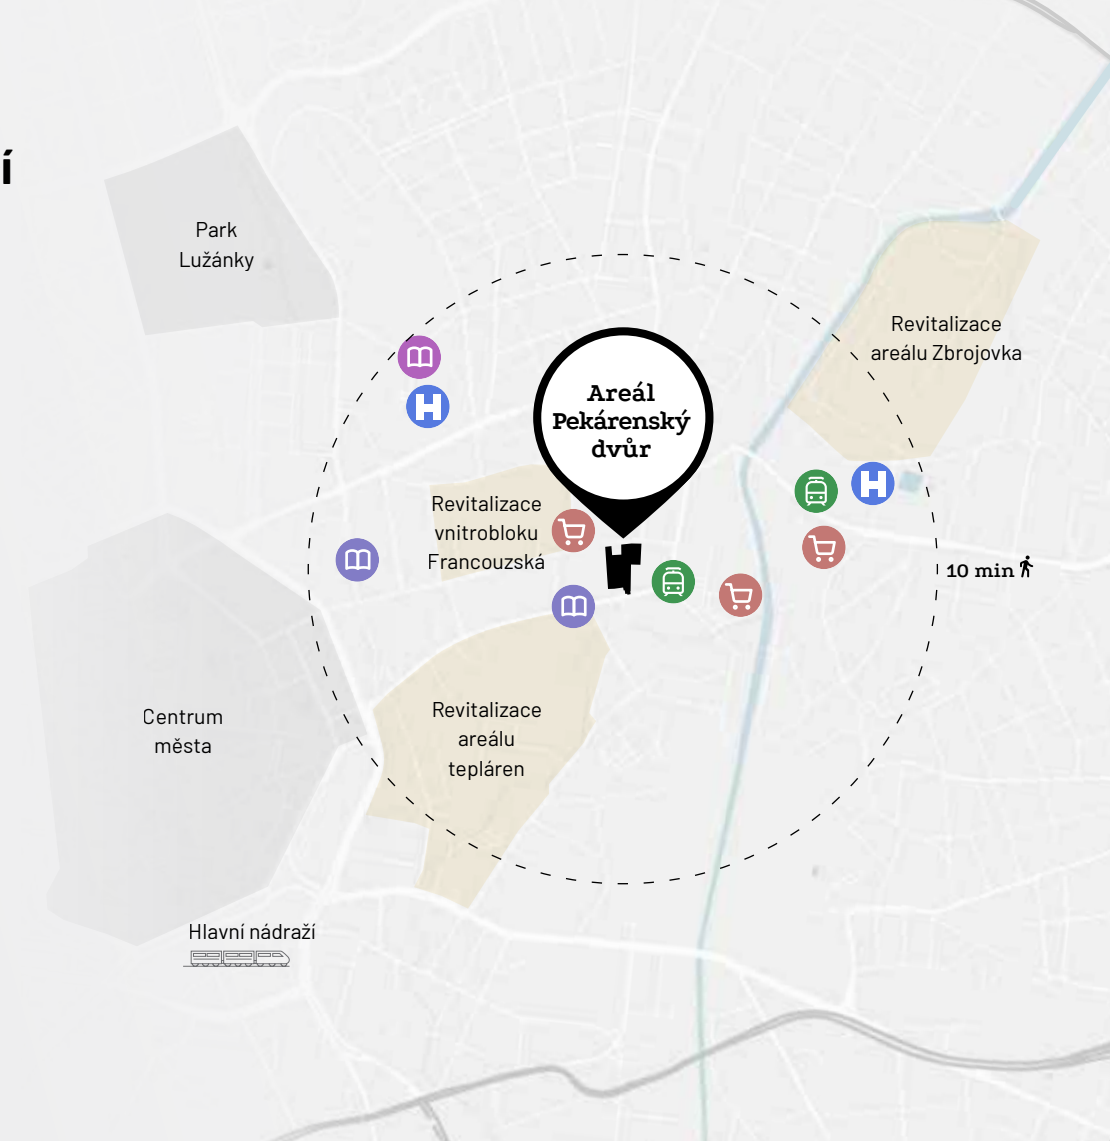 í
Park
Lužánky
Revitalizace
areálu Zbrojovka
Areál
Pekárenský
dvůr
Revitalizace
vnitrobloku
Francouzská
10 min
Revitalizace
areálu
tepláren
Centrum
města
Hlavní nádraží